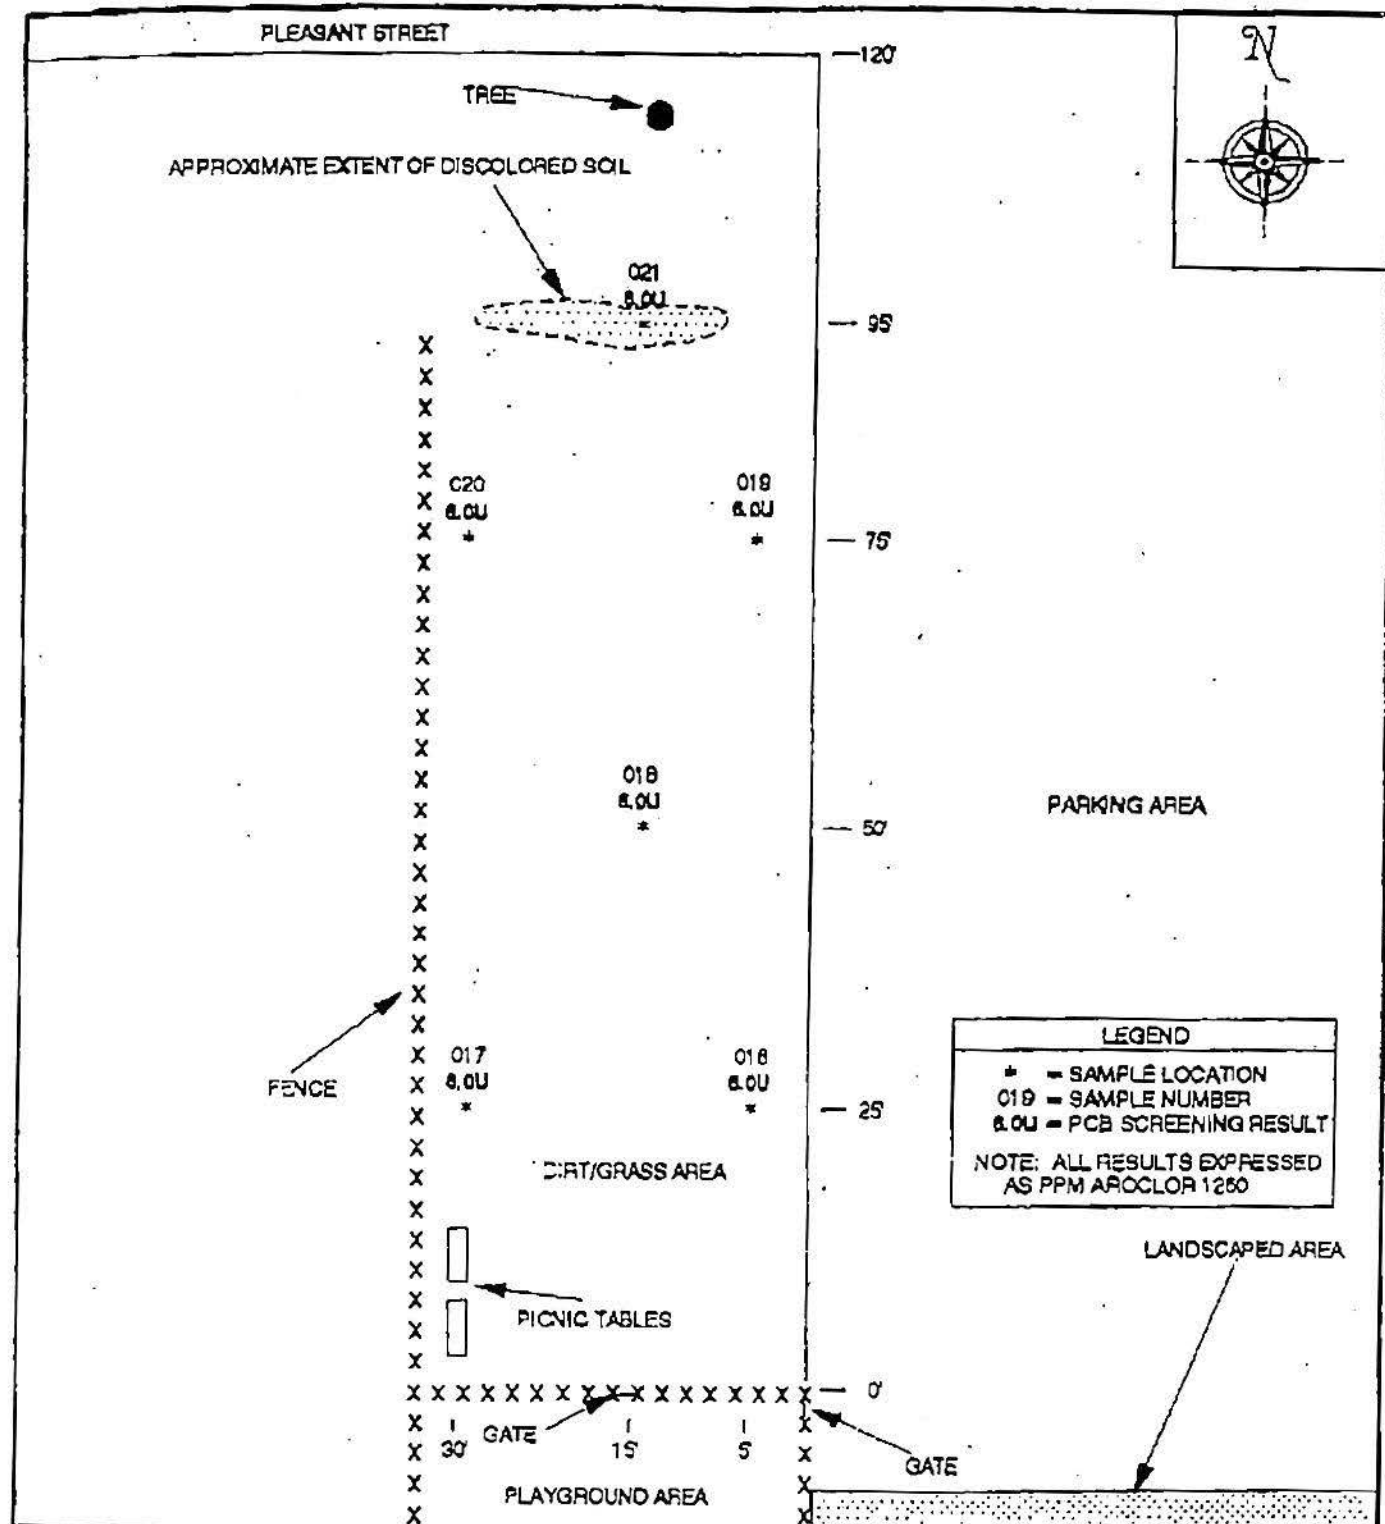 PLEASANT STREET
N
120'
TREE
APPROXIMATE EXTENT OF DISCOLORED SOIL
021
6.0U
95'
020
6.0U
019
6.0U
75'
018
6.0U
50'
PARKING AREA
FENCE
017
6.0U
016
6.0U
25'
LEGEND
* = SAMPLE LOCATION
019 = SAMPLE NUMBER
6.0U = PCB SCREENING RESULT
NOTE: ALL RESULTS EXPRESSED
AS PPM AROCLOR 1260
DIRT/GRASS AREA
LANDSCAPED AREA
PICNIC TABLES
0'
30'
GATE
15'
5'
GATE
PLAYGROUND AREA
X X X X X X X X X X X X X X X X X